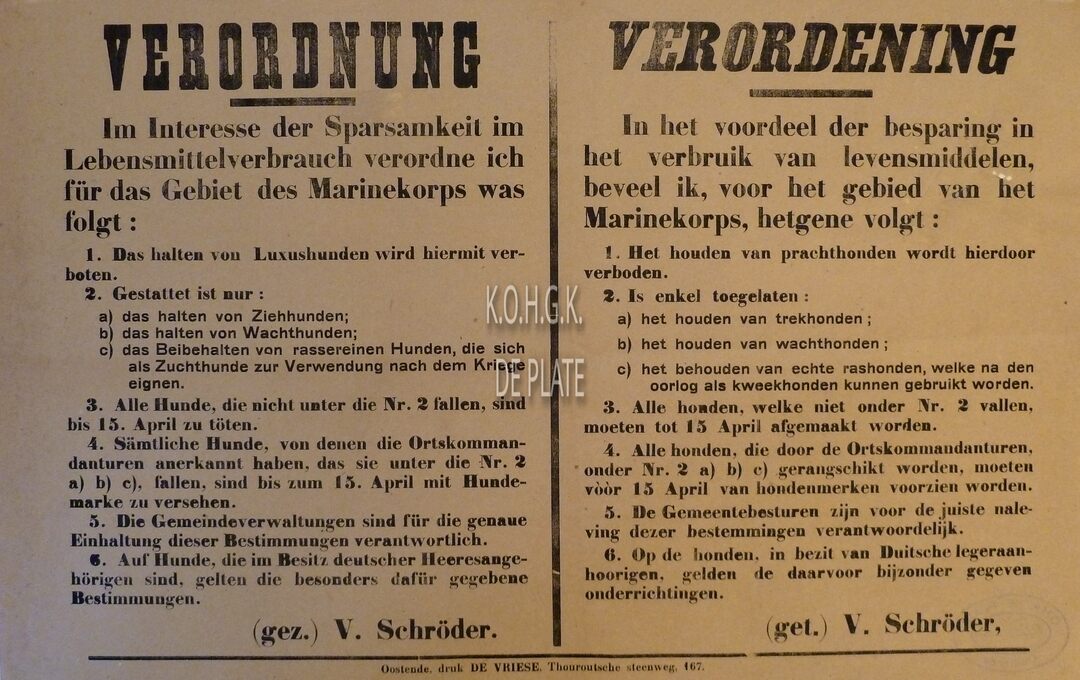 VERORDNUNG
Im Interesse der Sparsamkeit im
Lebensmittelverbrauch verordne ich
für das Gebiet des Marinekorps was
folgt :
1. Das halten von Luxushunden wird hiermit ver-
boten.
2. Gestattet ist nur :
a) das halten von Ziehhunden;
b) das halten von Wachthunden;
c) das Beibehalten von rassereinen Hunden, die sich
als Zuchthunde zur Verwendung nach dem Kriege
eignen.
3. Alle Hunde, die nicht unter die Nr. 2 fallen, sind
bis 15. April zu töten.
4. Sämtliche Hunde, von denen die Ortskomman-
danturen anerkannt haben, das sie unter die Nr. 2
a) b) c), fallen, sind bis zum 15. April mit Hunde-
marke zu versehen.
5. Die Gemeindeverwaltungen sind für die genaue
Einhaltung dieser Bestimmungen verantwortlich.
6. Auf Hunde, die im Besitz deutscher Heeresange-
hörigen sind, gelten die besonders dafür gegebene
Bestimmungen.
(gez.) V. Schröder.
VERORDENING
In het voordeel der besparing in
het verbruik van levensmiddelen,
beveel ik, voor het gebied van het
Marinekorps, hetgene volgt :
1. Het houden van prachthonden wordt hierdoor
verboden.
2. Is enkel toegelaten :
a) het houden van trekhonden ;
b) het houden van wachthonden ;
c) het behouden van echte rashonden, welke na den
oorlog als kweekhonden kunnen gebruikt worden.
3. Alle honden, welke niet onder Nr. 2 vallen,
moeten tot 15 April afgemaakt worden.
4. Alle honden, die door de Ortskommandanturen,
onder Nr. 2 a) b) c) gerangschikt worden, moeten
vòòr 15 April van hondenmerken voorzien worden.
5. De Gemeentebesturen zijn voor de juiste nale-
ving dezer bestemmingen verantwoordelijk.
6. Op de honden, in bezit van Duitsche legeraan-
hoorigen, gelden de daarvoor bijzonder gegeven
onderrichtingen.
(get.) V. Schröder,
Oostende, druk DE VRIESE, Thouroutsche steenweg, 167.
K.O.H.G.K.
DE PLATE